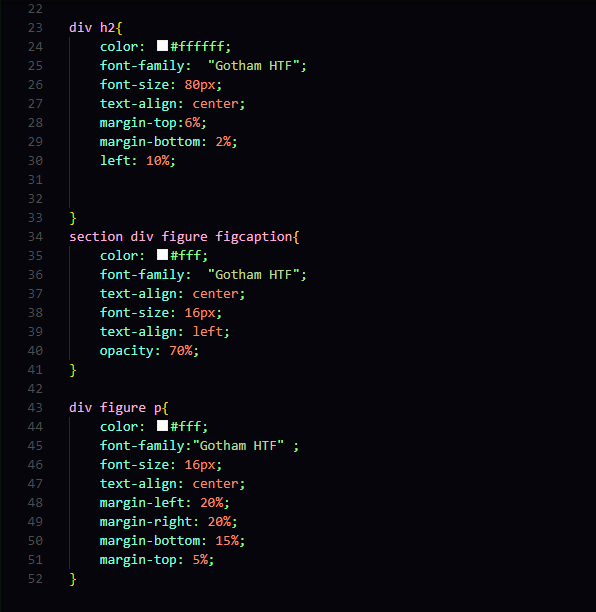 22
23 div h2{
24 color: #ffffff;
25 font-family:  "Gotham HTF";
26 font-size: 80px;
27 text-align: center;
28 margin-top:6%;
29 margin-bottom: 2%;
30 left: 10%;
31
32
33 }
34 section div figure figcaption{
35 color: #fff;
36 font-family:  "Gotham HTF";
37 text-align: center;
38 font-size: 16px;
39 text-align: left;
40 opacity: 70%;
41 }
42
43 div figure p{
44 color: #fff;
45 font-family:"Gotham HTF" ;
46 font-size: 16px;
47 text-align: center;
48 margin-left: 20%;
49 margin-right: 20%;
50 margin-bottom: 15%;
51 margin-top: 5%;
52 }